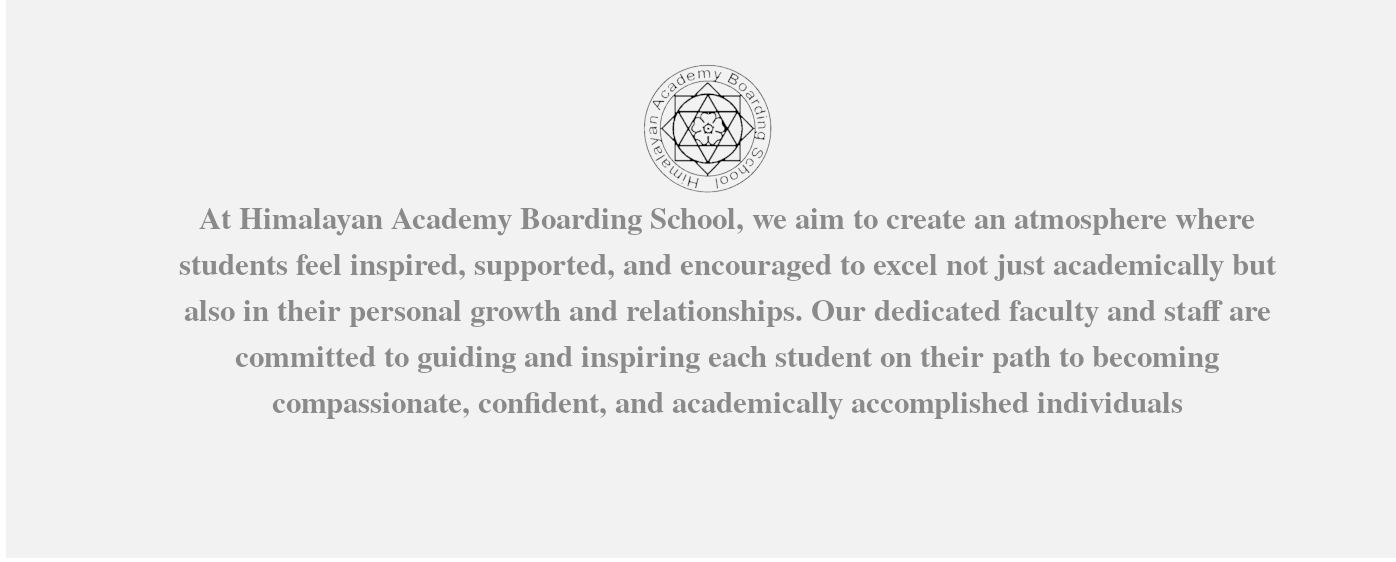 Himalayan Academy Boarding School
At Himalayan Academy Boarding School, we aim to create an atmosphere where
students feel inspired, supported, and encouraged to excel not just academically but
also in their personal growth and relationships. Our dedicated faculty and staff are
committed to guiding and inspiring each student on their path to becoming
compassionate, confident, and academically accomplished individuals